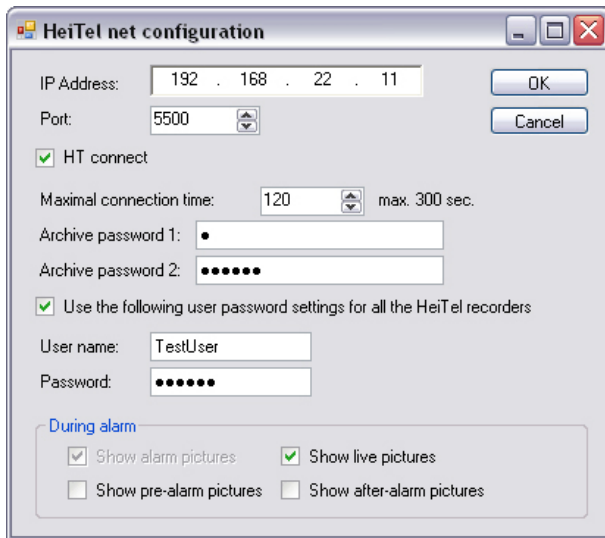 HeiTel net configuration
IP Address: 192 . 168 . 22 . 11 OK
Port: 5500 Cancel
HT connect
Maximal connection time: 120 max. 300 sec.
Archive password 1: ●
Archive password 2: ●●●●●●
Use the following user password settings for all the HeiTel recorders
User name: TestUser
Password: ●●●●●●
During alarm
Show alarm pictures Show live pictures
Show pre-alarm pictures Show after-alarm pictures